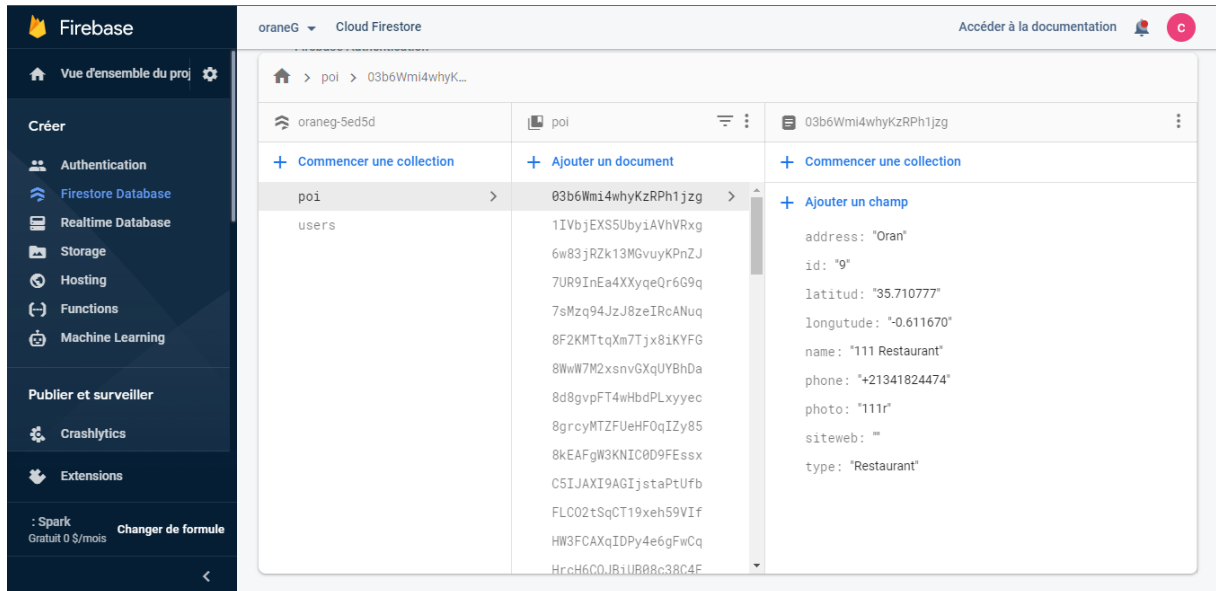 Firebase
oraneG
Cloud Firestore
Accéder à la documentation
C
Vue d'ensemble du proj
poi > 03b6Wmi4whyK...
Créer
Authentication
Firestore Database
Realtime Database
Storage
Hosting
Functions
Machine Learning
Publier et surveiller
Crashlytics
Extensions
: Spark
Gratuit 0 $/mois
Changer de formule
oraneg-5ed5d
+ Commencer une collection
poi
users
poi
+ Ajouter un document
03b6Wmi4whyKzRPh1jzg
1IVbjEXS5UbyiAVhVRxg
6w83jRZk13MGvuyKPnZJ
7UR9InEa4XXyqeQr6G9q
7sMzq94JzJ8zeIRcANuq
8F2KMTtqXm7Tjx8iKYFG
8WwW7M2xsnvGXqUYBhDa
8d8gvpFT4wHbdPLxyyec
8grcyMTZFUeHFOqIZy85
8kEAFgW3KNIC0D9FEssx
C5IJAXI9AGIjstaPtUfb
FLCO2tSqCT19xeh59VIf
HW3FCAXqIDPy4e6gFwCq
03b6Wmi4whyKzRPh1jzg
+ Commencer une collection
+ Ajouter un champ
address: "Oran"
id: "9"
latitud: "35.710777"
longutude: "-0.611670"
name: "111 Restaurant"
phone: "+21341824474"
photo: "111r"
siteweb: ""
type: "Restaurant"